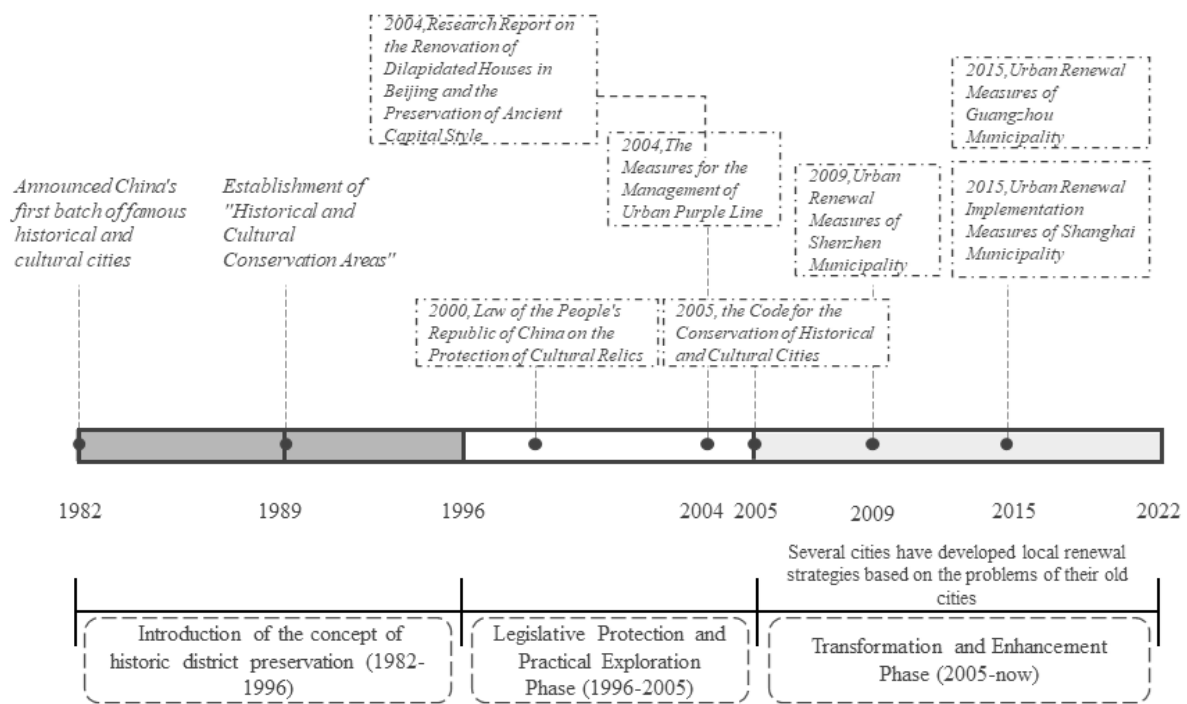 2004,Research Report on
the Renovation of
Dilapidated Houses in
Beijing and the
Preservation of Ancient
Capital Style
2015,Urban Renewal
Measures of
Guangzhou
Municipality
2004,The
Measures for the
Management of
Urban Purple Line
2009,Urban
Renewal
Measures of
Shenzhen
Municipality
2015,Urban Renewal
Implementation
Measures of Shanghai
Municipality
Announced China's
first batch of famous
historical and
cultural cities
Establishment of
"Historical and
Cultural
Conservation Areas"
2000,Law of the People's
Republic of China on the
Protection of Cultural Relics
2005, the Code for the
Conservation of Historical
and Cultural Cities
1982
1989
1996
2004
2005
2009
2015
2022
Several cities have developed local renewal
strategies based on the problems of their old
cities
Introduction of the concept of
historic district preservation (1982-
1996)
Legislative Protection and
Practical Exploration
Phase (1996-2005)
Transformation and Enhancement
Phase (2005-now)